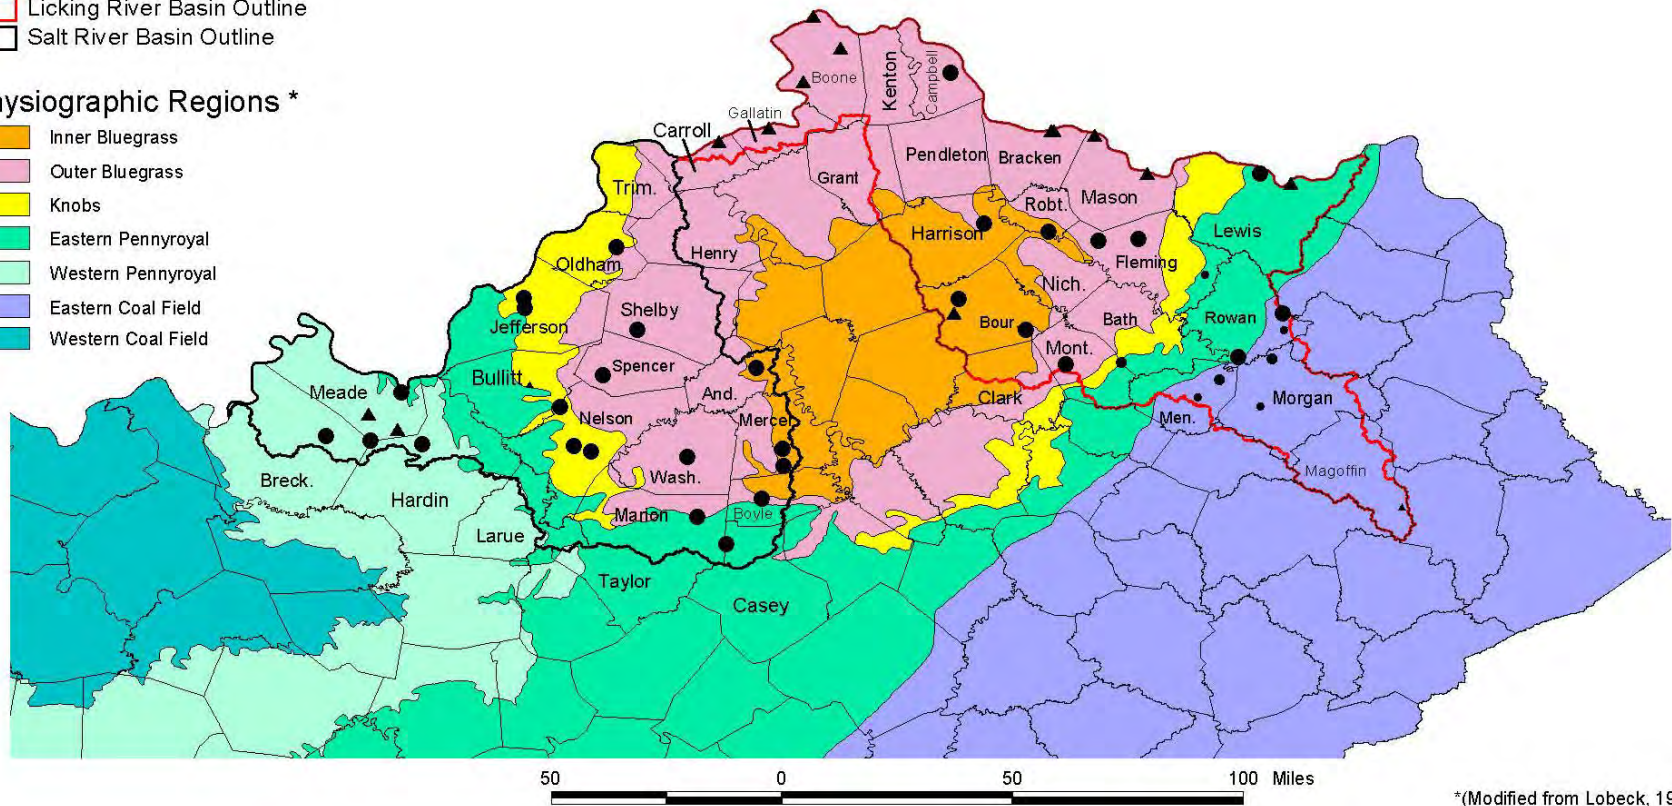 Licking River Basin Outline
Salt River Basin Outline
hysiographic Regions *
Inner Bluegrass
Outer Bluegrass
Knobs
Eastern Pennyroyal
Western Pennyroyal
Eastern Coal Field
Western Coal Field
Boone
Kenton
Campbell
Gallatin
Carroll
Pendleton
Bracken
Grant
Trim.
Robt.
Mason
Harrison
Lewis
Henry
Oldham
Fleming
Nich.
Shelby
Jefferson
Bour
Bath
Rowan
Mont.
Spencer
Bullitt
Meade
And.
Clark
Morgan
Nelson
Mercer
Men.
Wash.
Magoffin
Breck.
Hardin
Marion
Boyle
Larue
Taylor
Casey
50 0 50 100 Miles
*(Modified from Lobeck, 19